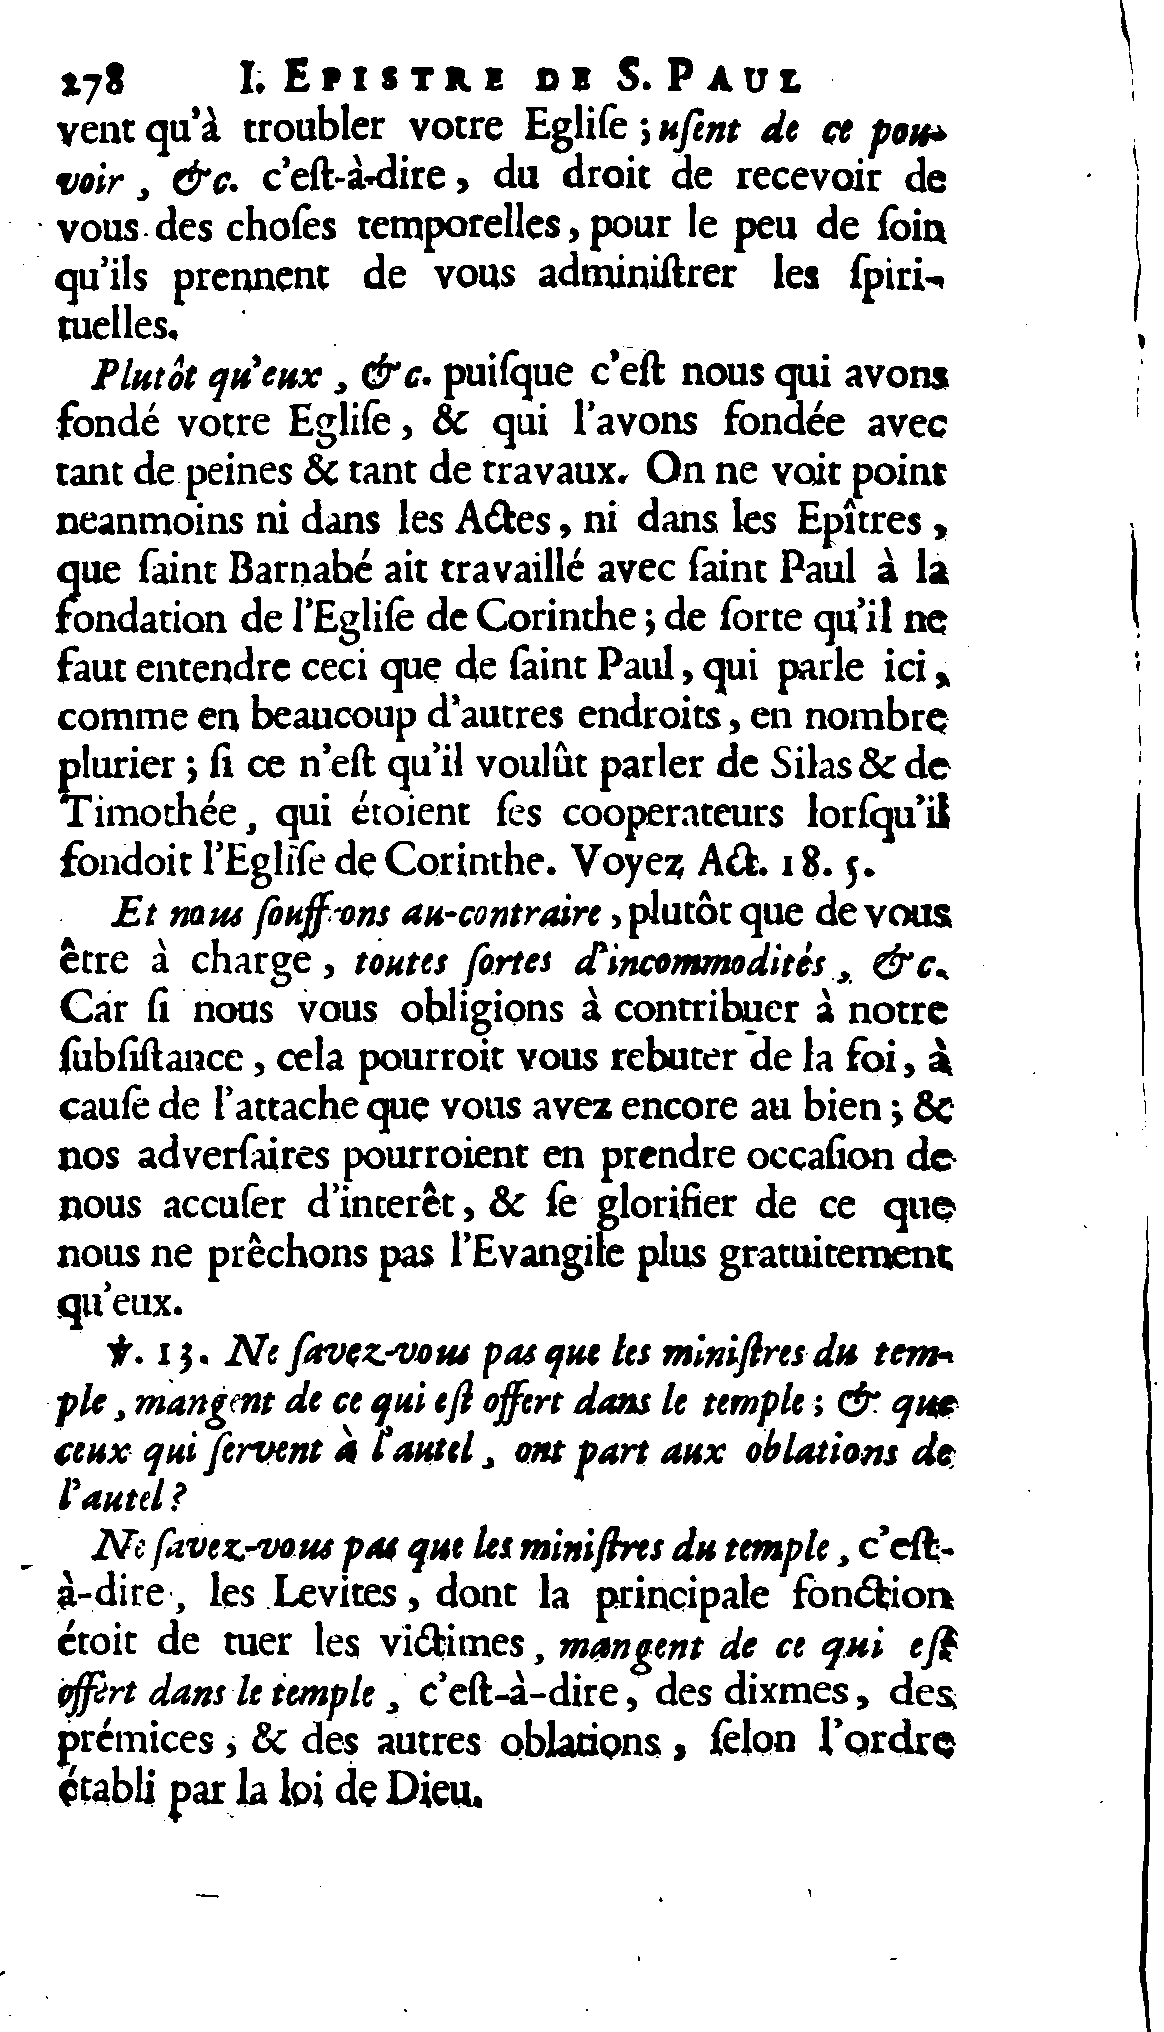 278 I. EPISTRE DE S. PAUL
vent qu'à troubler votre Egliſe ; uſent de ce pou-
voir, &c. c'eſt-à-dire, du droit de recevoir de
vous des choſes temporelles, pour le peu de ſoin
qu'ils prennent de vous adminiſtrer les ſpiri-
tuelles.
Plutôt qu'eux, &c. puiſque c'eſt nous qui avons
fondé votre Egliſe, & qui l'avons fondée avec
tant de peines & tant de travaux. On ne voit point
neanmoins ni dans les Actes, ni dans les Epîtres,
que ſaint Barnabé ait travaillé avec ſaint Paul à la
fondation de l'Egliſe de Corinthe ; de ſorte qu'il ne
faut entendre ceci que de ſaint Paul, qui parle ici,
comme en beaucoup d'autres endroits, en nombre
plurier ; ſi ce n'eſt qu'il voulût parler de Silas & de
Timothée, qui étoient ſes cooperateurs lorſqu'il
fondoit l'Egliſe de Corinthe. Voyez Act. 18. 5.
Et nous ſouffrons au-contraire, plutôt que de vous
être à charge, toutes ſortes d'incommodités, &c.
Car ſi nous vous obligions à contribuer à notre
ſubſiſtance, cela pourroit vous rebuter de la foi, à
cauſe de l'attache que vous avez encore au bien ; &
nos adverſaires pourroient en prendre occaſion de
nous accuſer d'interêt, & ſe glorifier de ce que
nous ne prêchons pas l'Evangile plus gratuitement
qu'eux.
℣. 13. Ne ſavez-vous pas que les miniſtres du tem-
ple, mangent de ce qui eſt offert dans le temple ; & que
ceux qui ſervent à l'autel, ont part aux oblations de
l'autel ?
Ne ſavez-vous pas que les miniſtres du temple, c'eſt-
à-dire, les Levites, dont la principale fonction
étoit de tuer les victimes, mangent de ce qui eſt
offert dans le temple, c'eſt-à-dire, des dixmes, des
prémices, & des autres oblations, ſelon l'ordre
établi par la loi de Dieu.